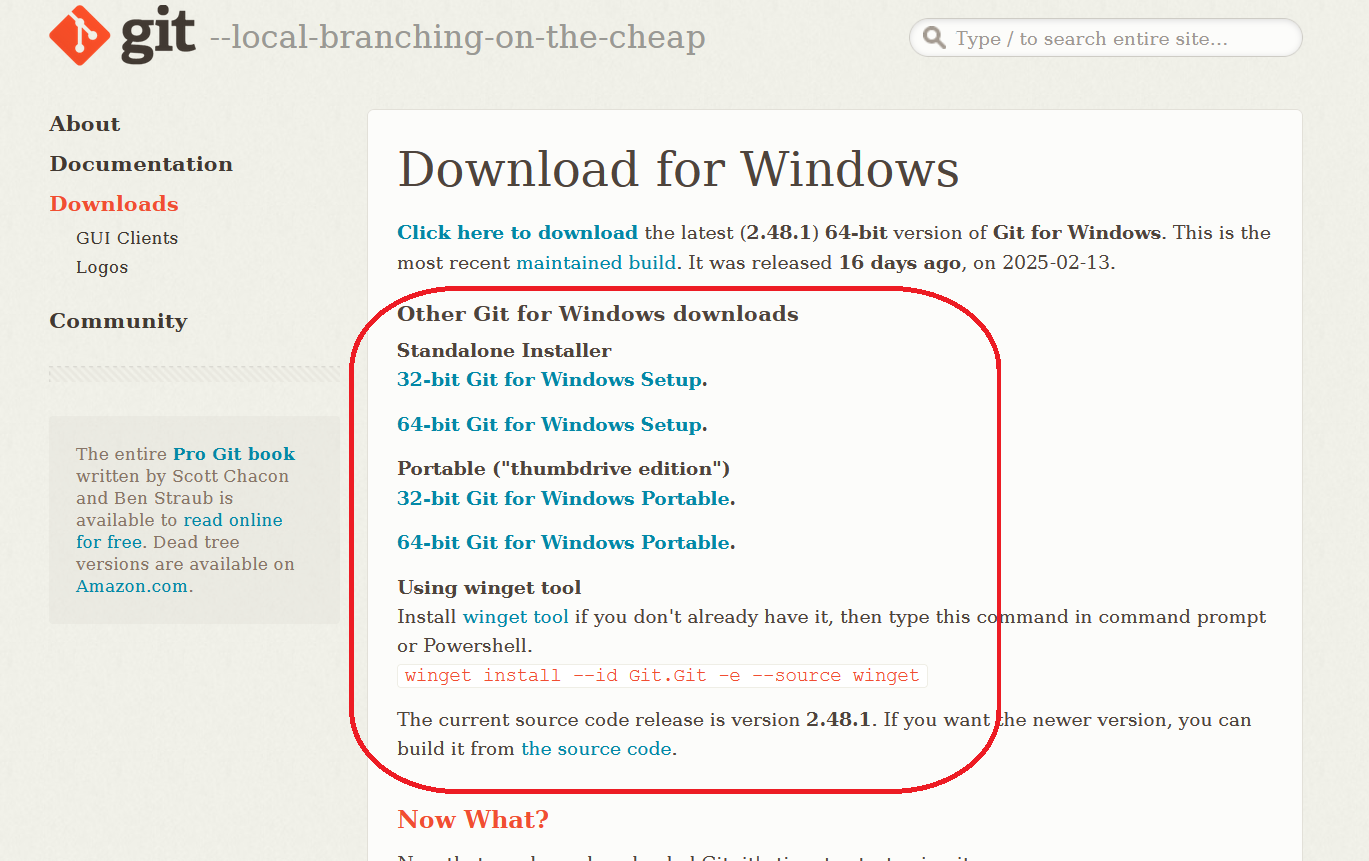 git --local-branching-on-the-cheap
Type / to search entire site…
About
Documentation
Downloads
GUI Clients
Logos
Community
The entire Pro Git book
written by Scott Chacon
and Ben Straub is
available to read online
for free. Dead tree
versions are available on
Amazon.com.
Download for Windows
Click here to download the latest (2.48.1) 64-bit version of Git for Windows. This is the
most recent maintained build. It was released 16 days ago, on 2025-02-13.
Other Git for Windows downloads
Standalone Installer
32-bit Git for Windows Setup.
64-bit Git for Windows Setup.
Portable ("thumbdrive edition")
32-bit Git for Windows Portable.
64-bit Git for Windows Portable.
Using winget tool
Install winget tool if you don't already have it, then type this command in command prompt
or Powershell.
winget install --id Git.Git -e --source winget
The current source code release is version 2.48.1. If you want the newer version, you can
build it from the source code.
Now What?